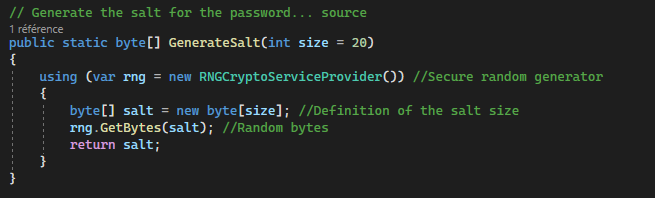 // Generate the salt for the password... source
1 référence
public static byte[] GenerateSalt(int size = 20)
{
using (var rng = new RNGCryptoServiceProvider()) //Secure random generator
{
byte[] salt = new byte[size]; //Definition of the salt size
rng.GetBytes(salt); //Random bytes
return salt;
}
}